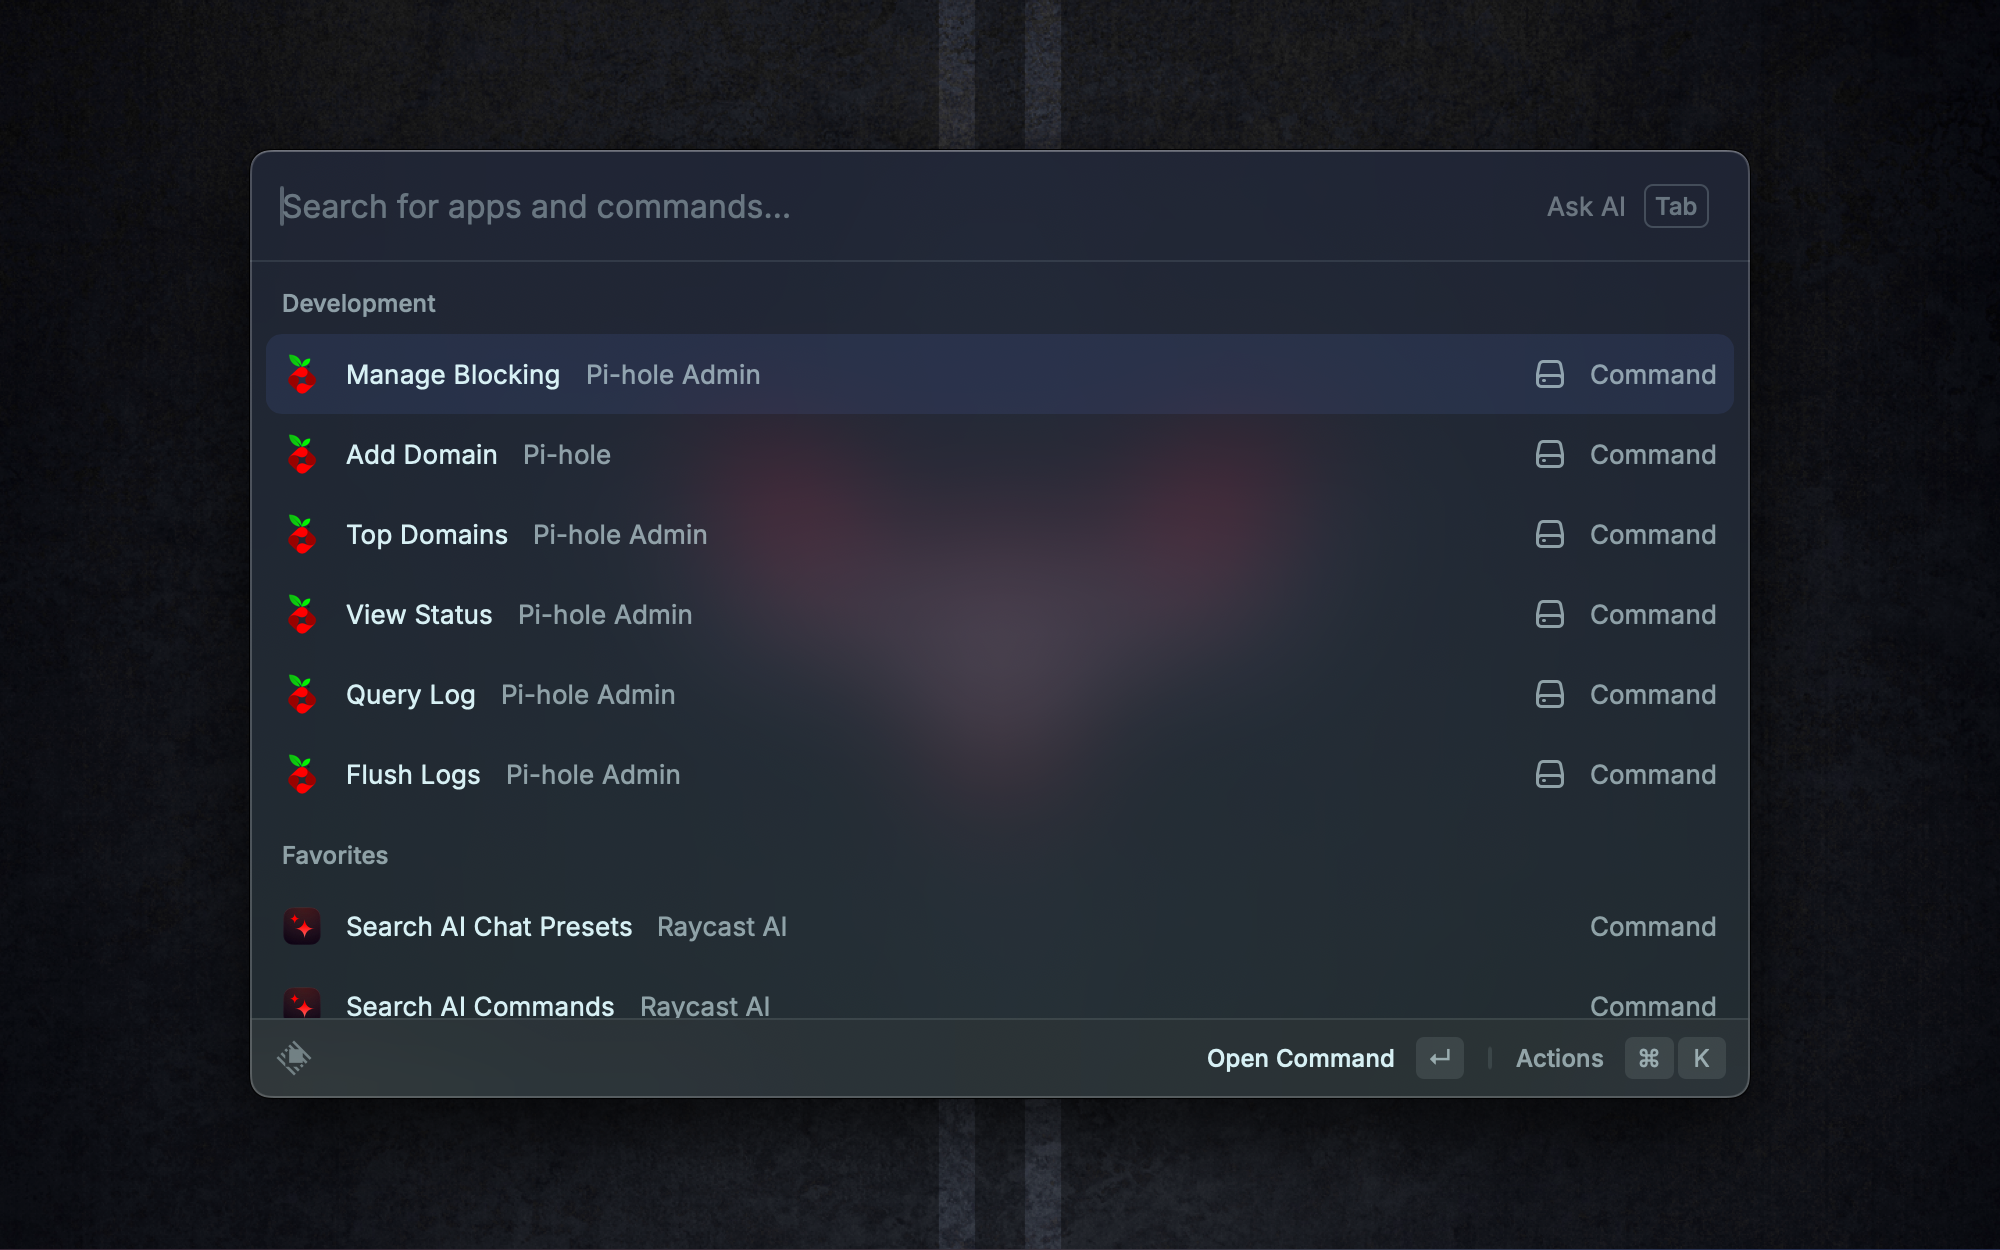 Search for apps and commands...
Ask AI Tab
Development
Manage Blocking Pi-hole Admin Command
Add Domain Pi-hole Command
Top Domains Pi-hole Admin Command
View Status Pi-hole Admin Command
Query Log Pi-hole Admin Command
Flush Logs Pi-hole Admin Command
Favorites
Search AI Chat Presets Raycast AI Command
Search AI Commands Raycast AI Command
Open Command ↵ Actions ⌘ K